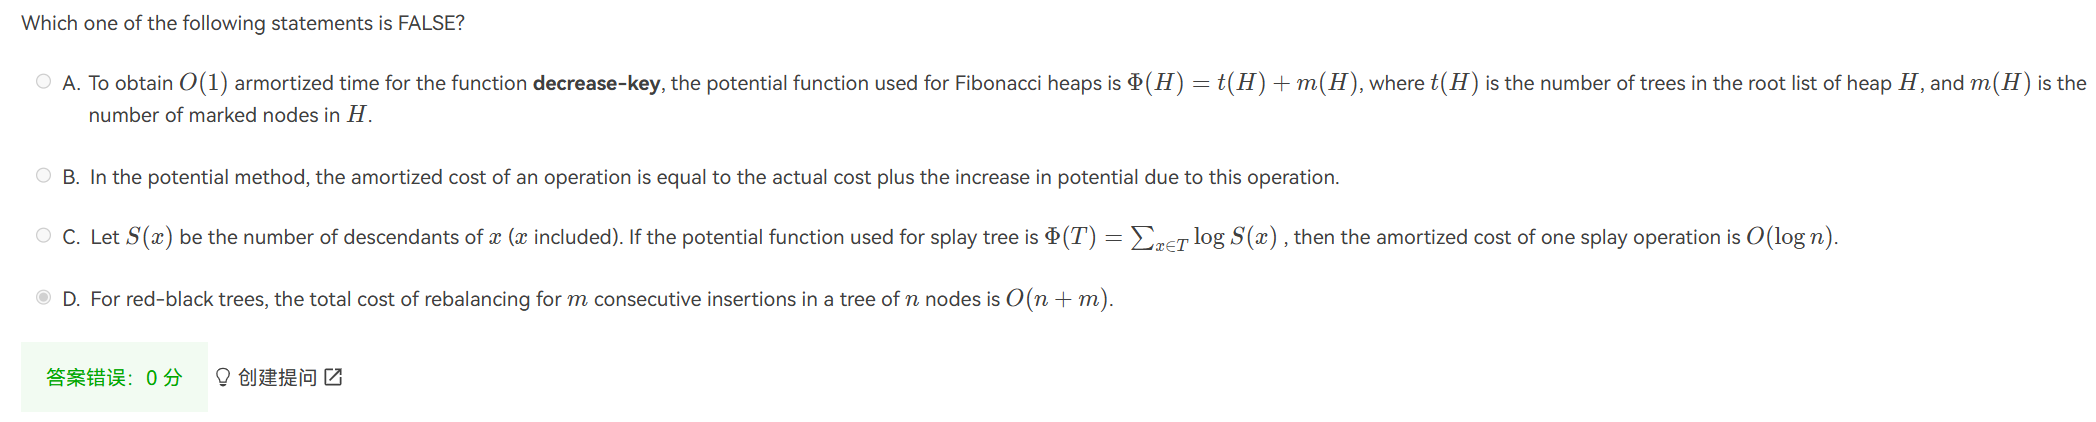 Which one of the following statements is FALSE?
A. To obtain O(1) armortized time for the function decrease-key, the potential function used for Fibonacci heaps is Φ(H) = t(H) + m(H), where t(H) is the number of trees in the root list of heap H, and m(H) is the
number of marked nodes in H.
B. In the potential method, the amortized cost of an operation is equal to the actual cost plus the increase in potential due to this operation.
C. Let S(x) be the number of descendants of x (x included). If the potential function used for splay tree is Φ(T) = ∑_{x∈T} log S(x) , then the amortized cost of one splay operation is O(log n).
D. For red-black trees, the total cost of rebalancing for m consecutive insertions in a tree of n nodes is O(n + m).
答案错误：0 分 创建提问